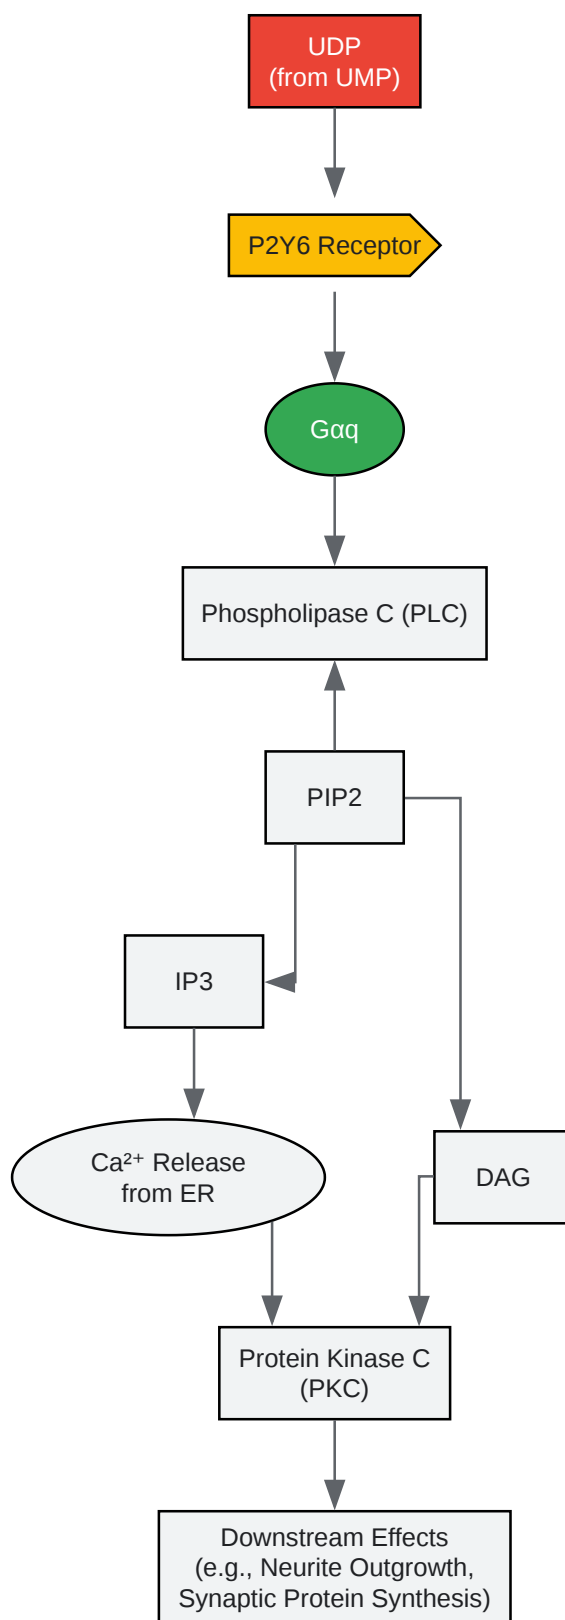 UDP
(from UMP)
P2Y6 Receptor
Gαq
Phospholipase C (PLC)
PIP2
IP3
Ca²⁺ Release
from ER
DAG
Protein Kinase C
(PKC)
Downstream Effects
(e.g., Neurite Outgrowth,
Synaptic Protein Synthesis)